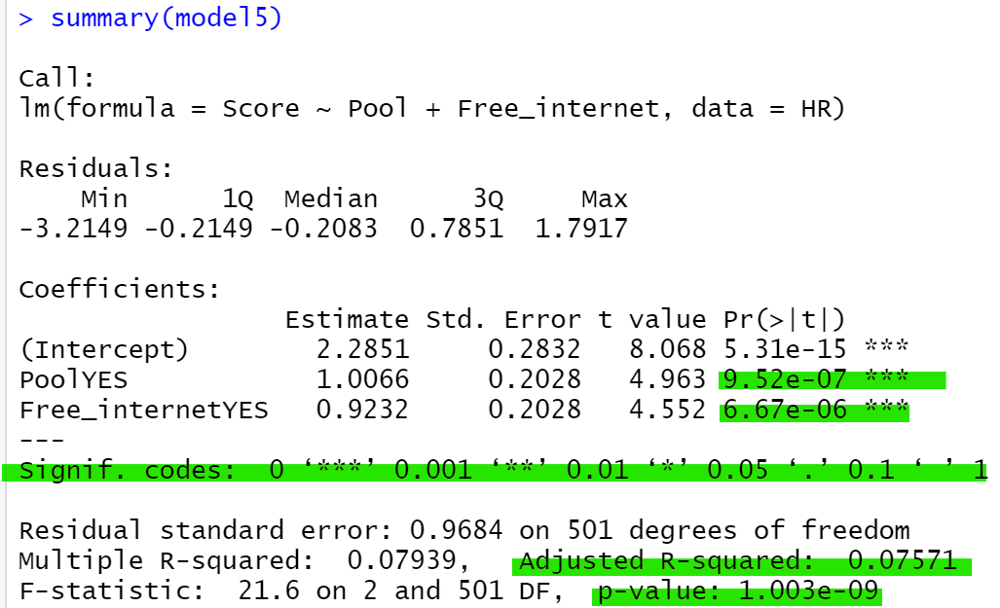 > summary(model5)
Call:
lm(formula = Score ~ Pool + Free_internet, data = HR)
Residuals:
    Min      1Q  Median      3Q     Max
-3.2149 -0.2149 -0.2083  0.7851  1.7917
Coefficients:
                 Estimate Std. Error t value Pr(>|t|)
(Intercept)        2.2851     0.2832   8.068 5.31e-15 ***
PoolYES            1.0066     0.2028   4.963 9.52e-07 ***
Free_internetYES   0.9232     0.2028   4.552 6.67e-06 ***
---
Signif. codes:  0 ‘***’ 0.001 ‘**’ 0.01 ‘*’ 0.05 ‘.’ 0.1 ‘ ’ 1
Residual standard error: 0.9684 on 501 degrees of freedom
Multiple R-squared:  0.07939,   Adjusted R-squared:  0.07571
F-statistic:  21.6 on 2 and 501 DF,  p-value: 1.003e-09